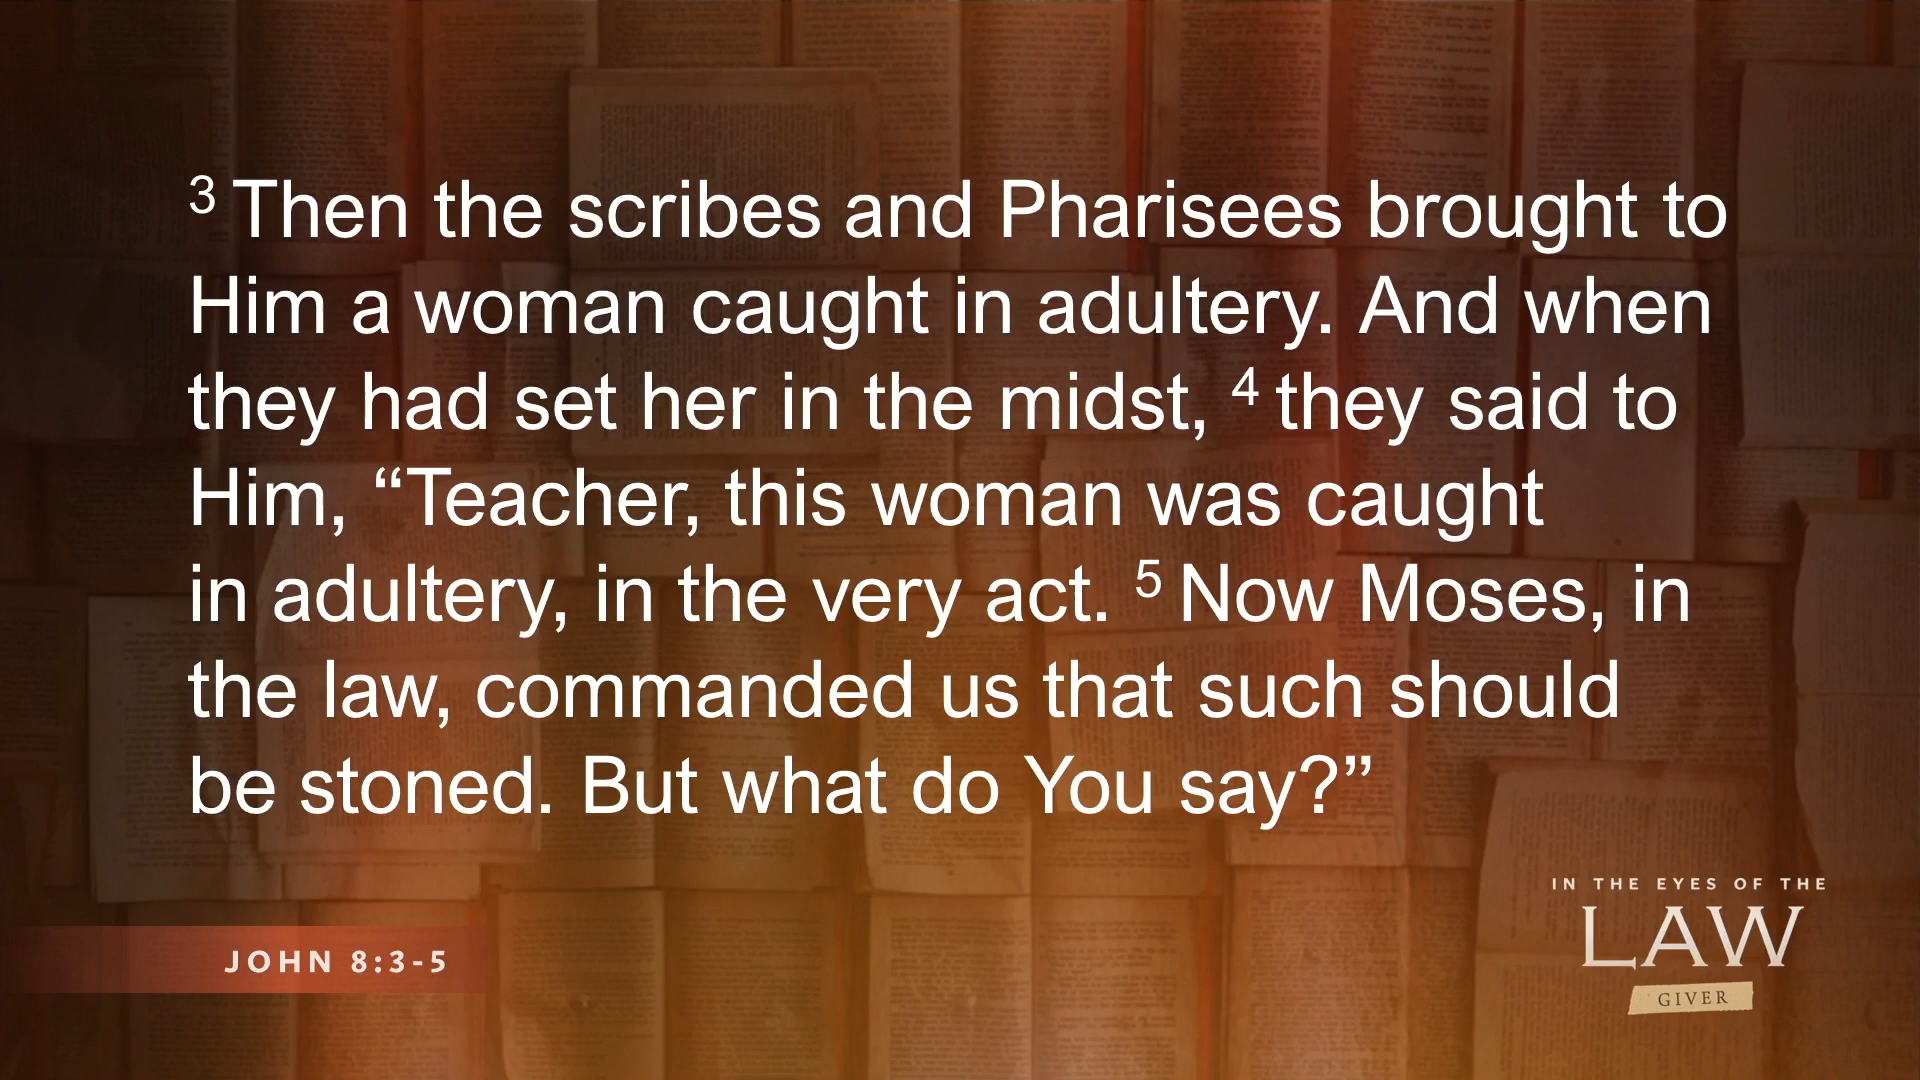 3 Then the scribes and Pharisees brought to
Him a woman caught in adultery. And when
they had set her in the midst, 4 they said to
Him, “Teacher, this woman was caught
in adultery, in the very act. 5 Now Moses, in
the law, commanded us that such should
be stoned. But what do You say?”
IN THE EYES OF THE
LAW
GIVER
JOHN 8:3-5